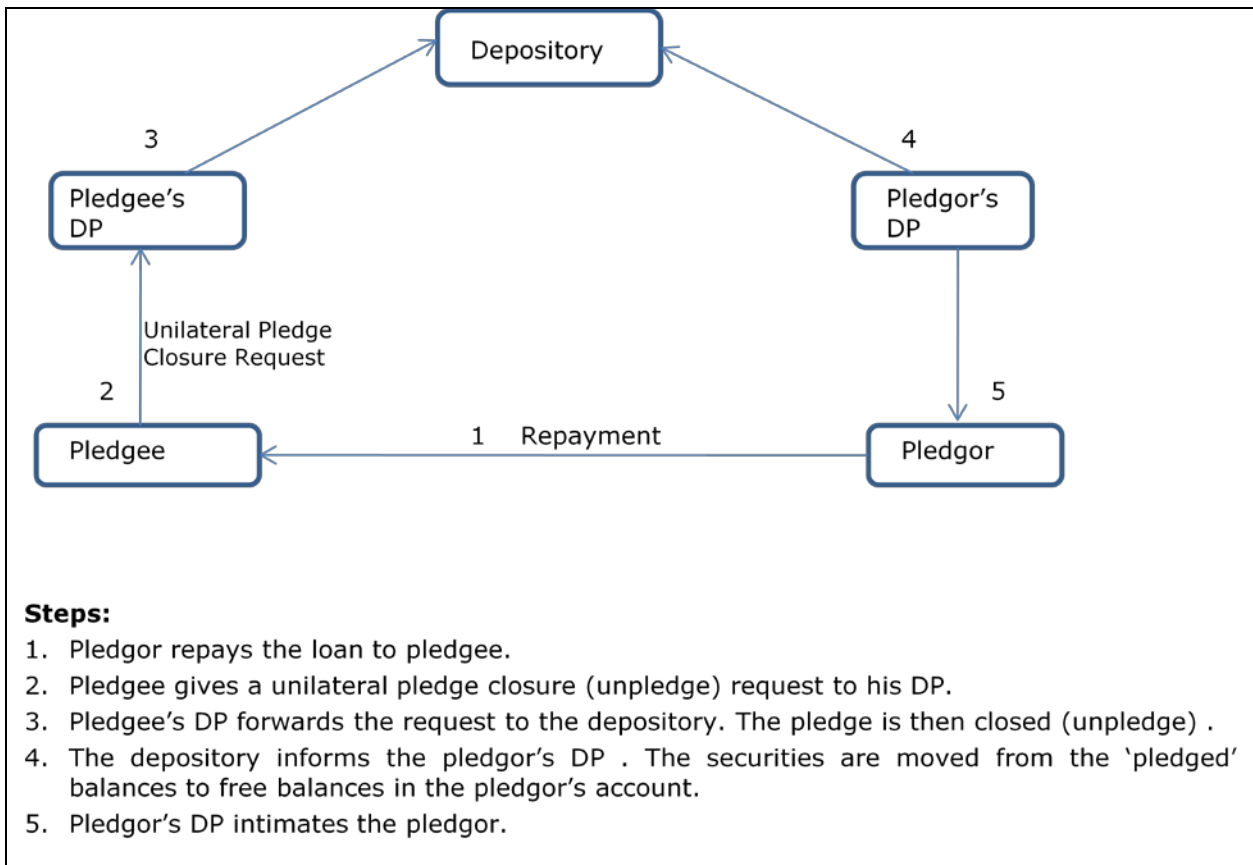 Depository
3
4
Pledgee’s
DP
Pledgor’s
DP
Unilateral Pledge
Closure Request
2
5
1 Repayment
Pledgee
Pledgor
Steps:
1. Pledgor repays the loan to pledgee.
2. Pledgee gives a unilateral pledge closure (unpledge) request to his DP.
3. Pledgee’s DP forwards the request to the depository. The pledge is then closed (unpledge) .
4. The depository informs the pledgor’s DP . The securities are moved from the ‘pledged’
balances to free balances in the pledgor’s account.
5. Pledgor’s DP intimates the pledgor.